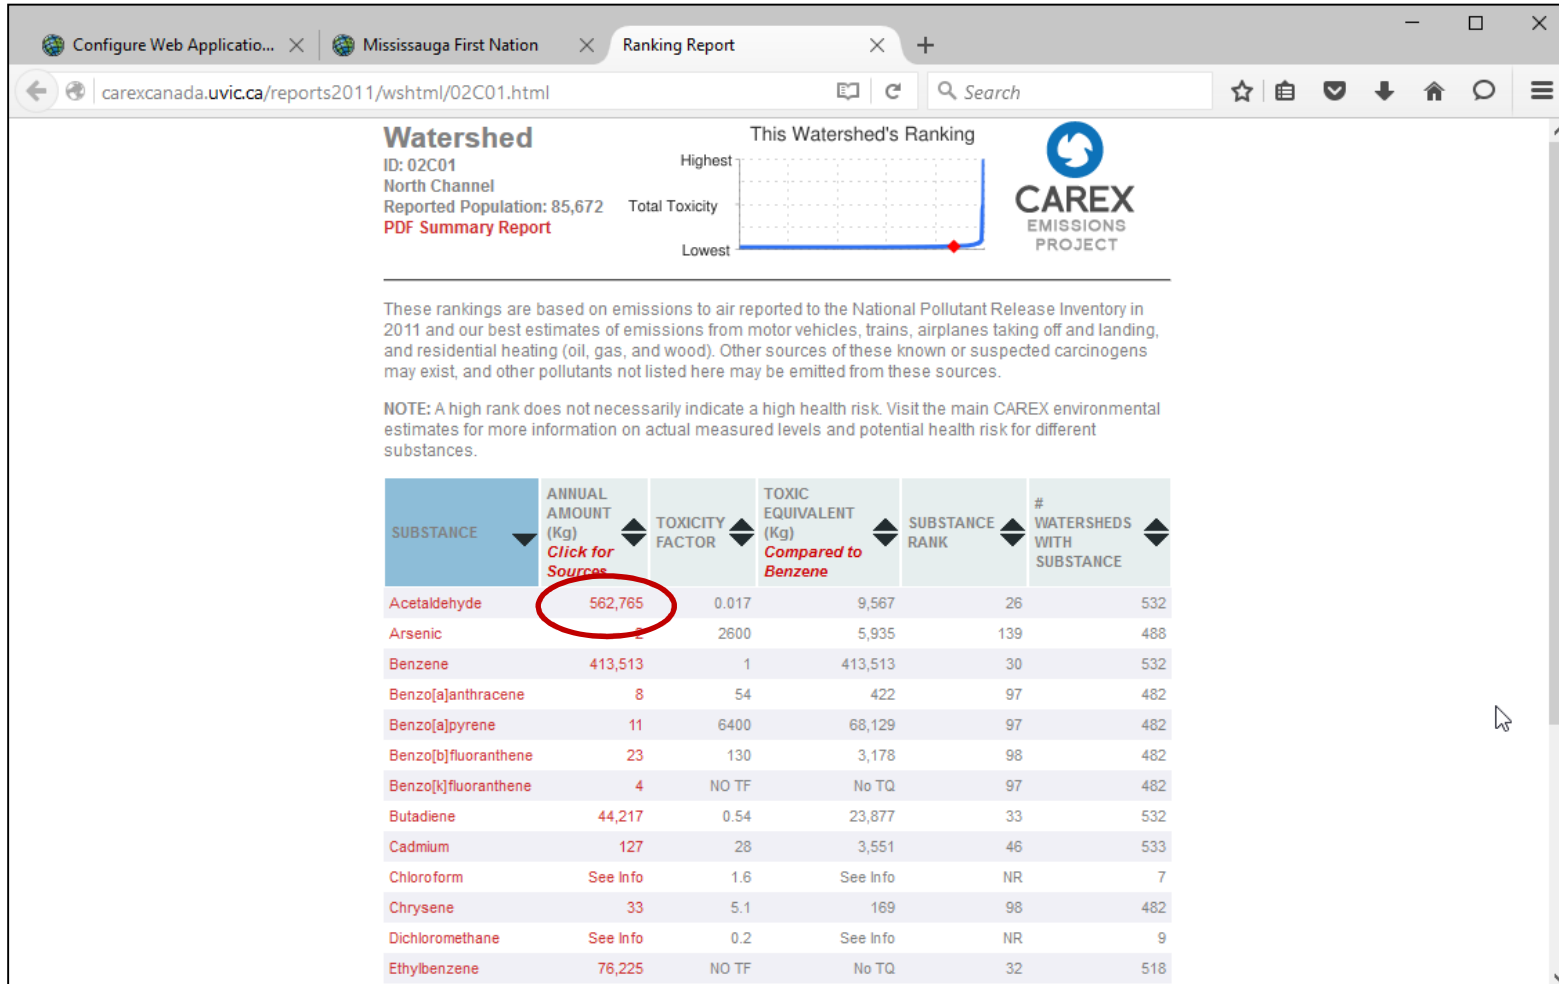 Configure Web Applicatio...
Mississauga First Nation
Ranking Report
carexcanada.uvic.ca/reports2011/wshtml/02C01.html
Search
Watershed
ID: 02C01
North Channel
Reported Population: 85,672
PDF Summary Report
This Watershed's Ranking
Highest
Total Toxicity
Lowest
CAREX
EMISSIONS
PROJECT
These rankings are based on emissions to air reported to the National Pollutant Release Inventory in
2011 and our best estimates of emissions from motor vehicles, trains, airplanes taking off and landing,
and residential heating (oil, gas, and wood). Other sources of these known or suspected carcinogens
may exist, and other pollutants not listed here may be emitted from these sources.
NOTE: A high rank does not necessarily indicate a high health risk. Visit the main CAREX environmental
estimates for more information on actual measured levels and potential health risk for different
substances.
SUBSTANCE
ANNUAL
AMOUNT
(Kg)
Click for
Sources
TOXICITY
FACTOR
TOXIC
EQUIVALENT
(Kg)
Compared to
Benzene
SUBSTANCE
RANK
#
WATERSHEDS
WITH
SUBSTANCE
Acetaldehyde 562,765 0.017 9,567 26 532
Arsenic 2 2600 5,935 139 488
Benzene 413,513 1 413,513 30 532
Benzo[a]anthracene 8 54 422 97 482
Benzo[a]pyrene 11 6400 68,129 97 482
Benzo[b]fluoranthene 23 130 3,178 98 482
Benzo[k]fluoranthene 4 NO TF No TQ 97 482
Butadiene 44,217 0.54 23,877 33 532
Cadmium 127 28 3,551 46 533
Chloroform See Info 1.6 See Info NR 7
Chrysene 33 5.1 169 98 482
Dichloromethane See Info 0.2 See Info NR 9
Ethylbenzene 76,225 NO TF No TQ 32 518